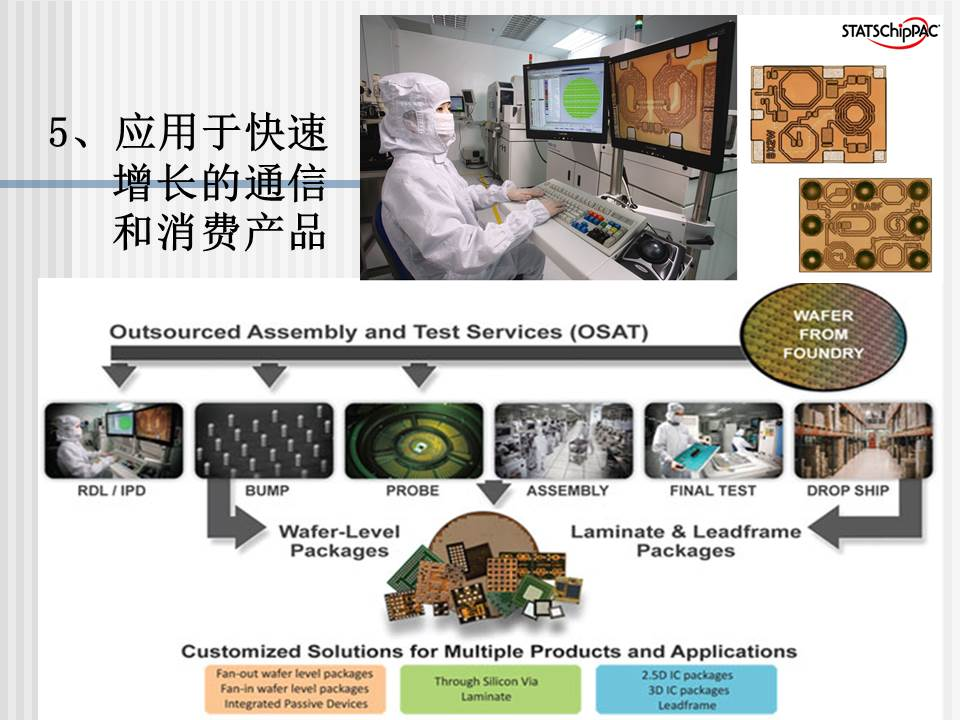 STATSChipPAC
5、应用于快速
增长的通信
和消费产品
Outsourced Assembly and Test Services (OSAT)
WAFER
FROM
FOUNDRY
RDL / IPD
BUMP
PROBE
ASSEMBLY
FINAL TEST
DROP SHIP
Wafer-Level
Packages
Laminate & Leadframe
Packages
Customized Solutions for Multiple Products and Applications
Fan-out wafer level packages
Fan-in wafer level packages
Integrated Passive Devices
Through Silicon Via
Laminate
2.5D IC packages
3D IC packages
Leadframe